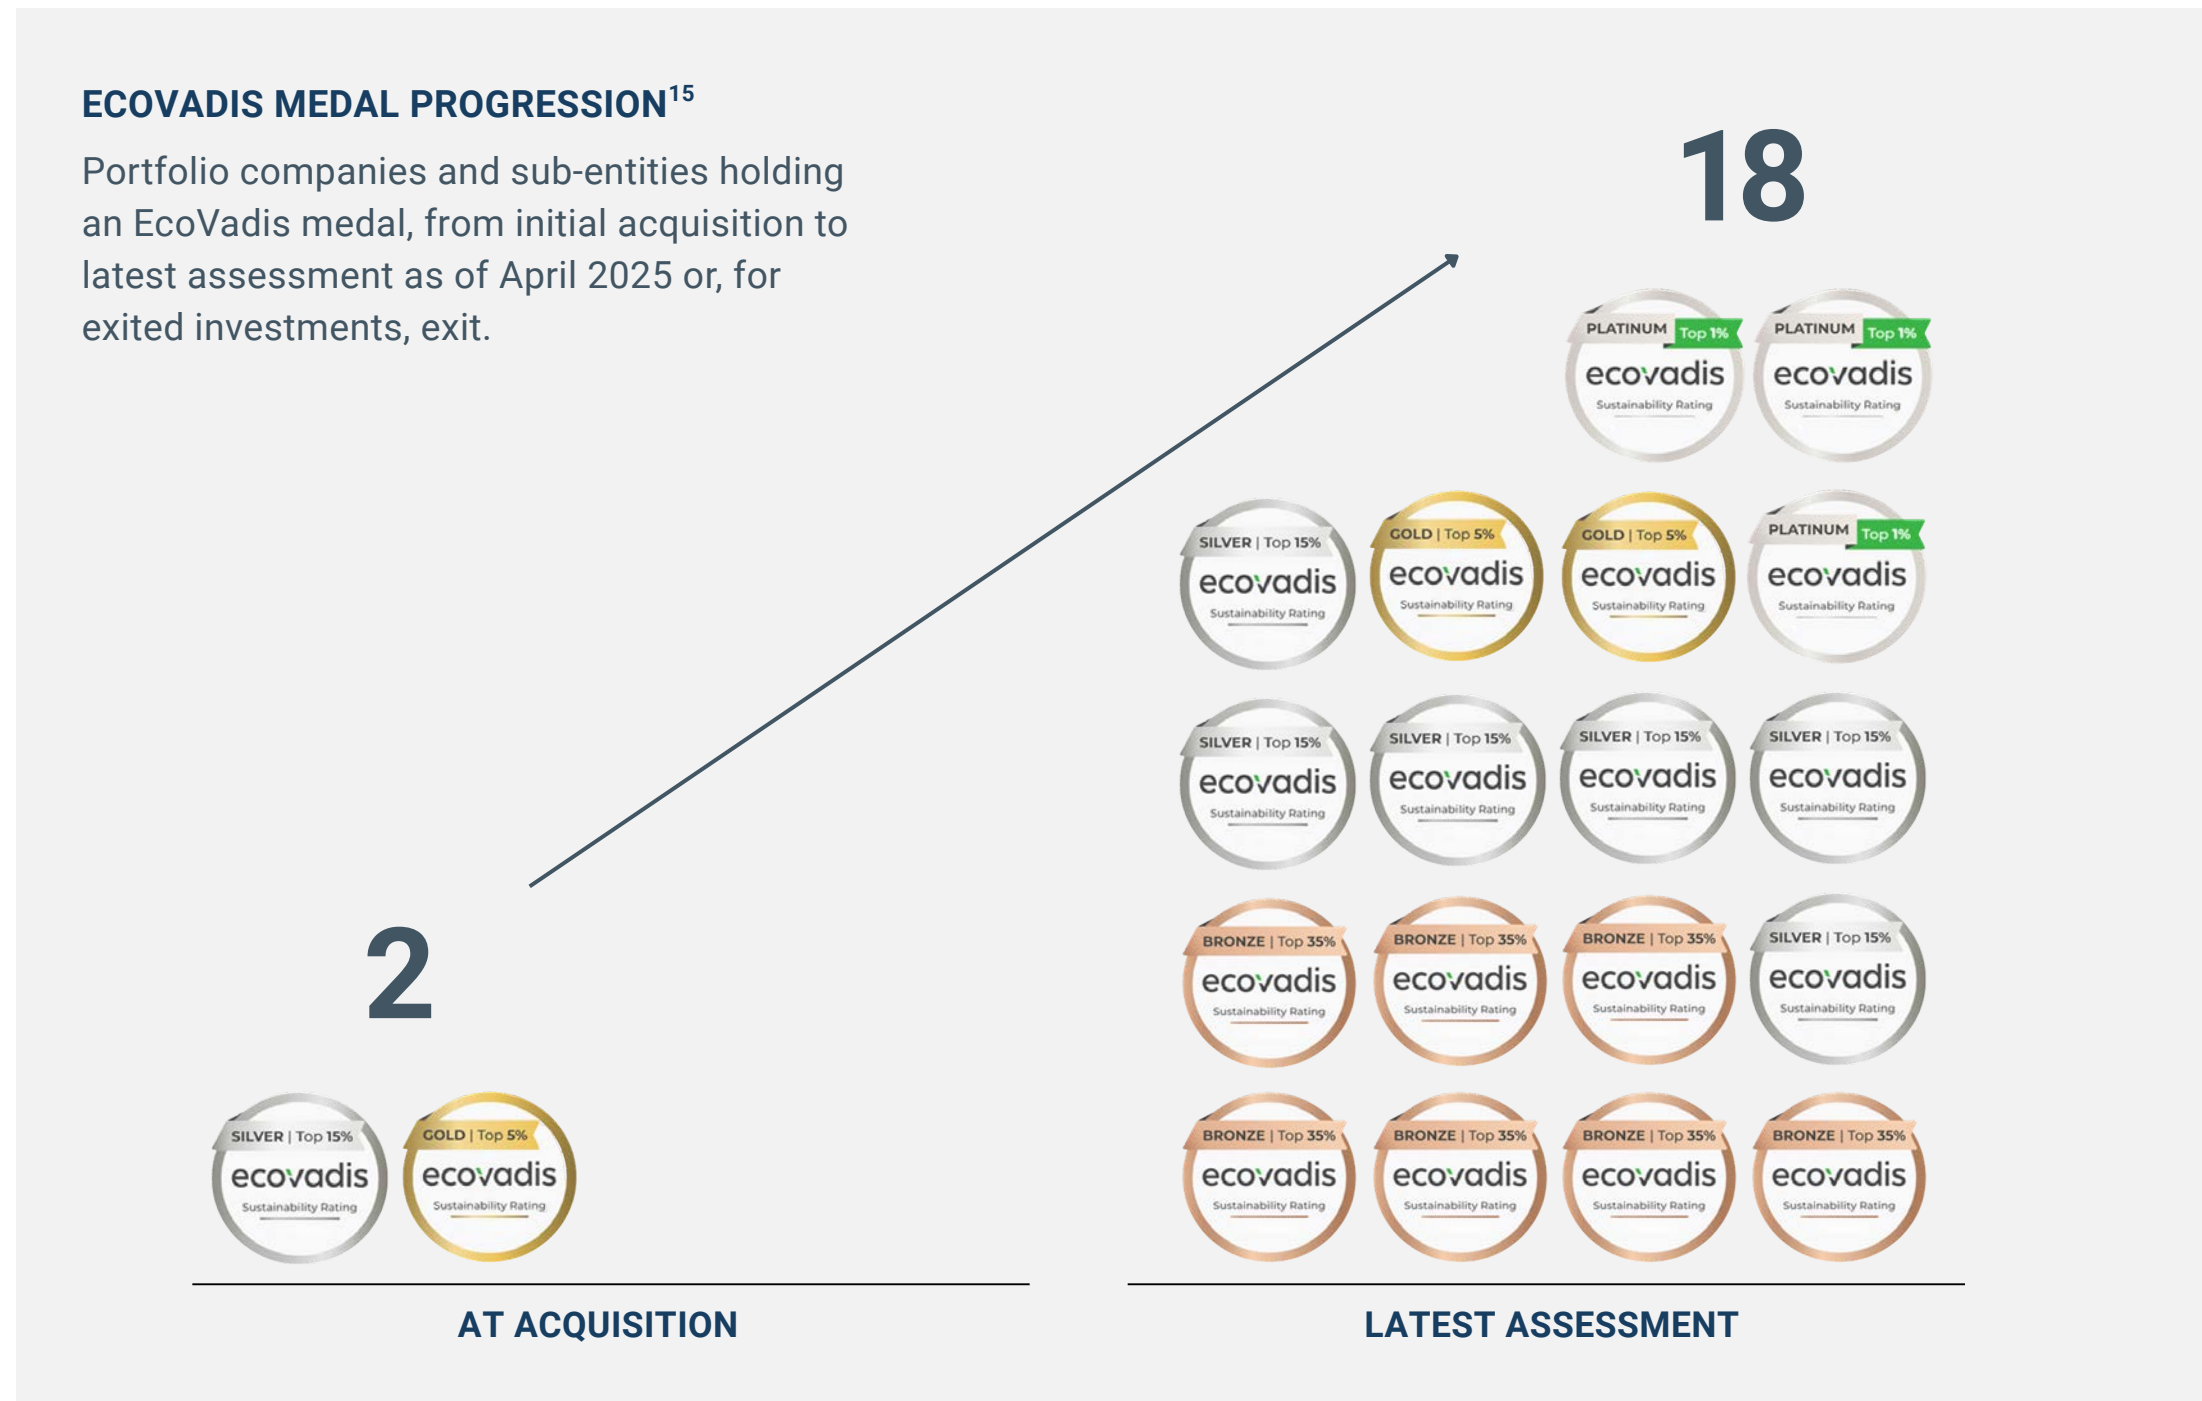 ECOVADIS MEDAL PROGRESSION15
Portfolio companies and sub-entities holding
an EcoVadis medal, from initial acquisition to
latest assessment as of April 2025 or, for
exited investments, exit.
2
SILVER | Top 15%
ecovadis
Sustainability Rating
GOLD | Top 5%
ecovadis
Sustainability Rating
AT ACQUISITION
18
PLATINUM Top 1%
ecovadis
Sustainability Rating
PLATINUM Top 1%
ecovadis
Sustainability Rating
SILVER | Top 15%
ecovadis
Sustainability Rating
GOLD | Top 5%
ecovadis
Sustainability Rating
GOLD | Top 5%
ecovadis
Sustainability Rating
PLATINUM Top 1%
ecovadis
Sustainability Rating
SILVER | Top 15%
ecovadis
Sustainability Rating
SILVER | Top 15%
ecovadis
Sustainability Rating
SILVER | Top 15%
ecovadis
Sustainability Rating
SILVER | Top 15%
ecovadis
Sustainability Rating
BRONZE | Top 35%
ecovadis
Sustainability Rating
BRONZE | Top 35%
ecovadis
Sustainability Rating
BRONZE | Top 35%
ecovadis
Sustainability Rating
SILVER | Top 15%
ecovadis
Sustainability Rating
BRONZE | Top 35%
ecovadis
Sustainability Rating
BRONZE | Top 35%
ecovadis
Sustainability Rating
BRONZE | Top 35%
ecovadis
Sustainability Rating
BRONZE | Top 35%
ecovadis
Sustainability Rating
LATEST ASSESSMENT